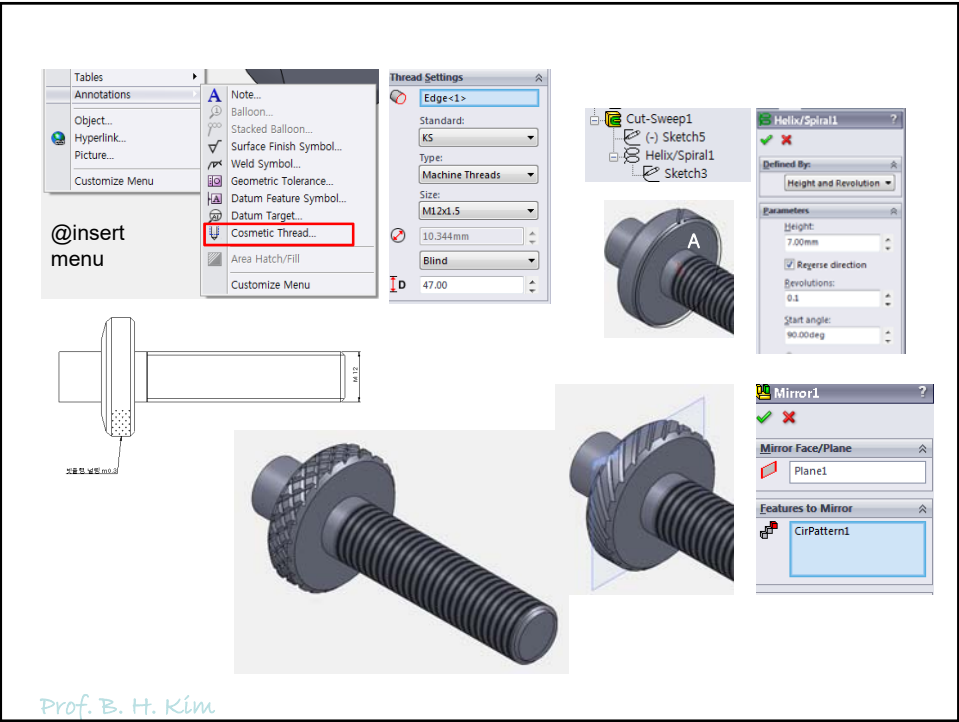 Tables
Annotations
Object...
Hyperlink...
Picture...
Customize Menu
@insert
menu
Note...
Balloon...
Stacked Balloon...
Surface Finish Symbol...
Weld Symbol...
Geometric Tolerance...
Datum Feature Symbol...
Datum Target...
Cosmetic Thread...
Area Hatch/Fill
Customize Menu
Thread Settings
Edge<1>
Standard:
KS
Type:
Machine Threads
Size:
M12x1.5
10.344mm
Blind
D 47.00
Cut-Sweep1
(-) Sketch5
Helix/Spiral1
Sketch3
A
Helix/Spiral1 ?
Defined By:
Height and Revolution
Parameters
Height:
7.00mm
Reverse direction
Revolutions:
0.1
Start angle:
90.00deg
M 12
m0.3
Mirror1 ?
Mirror Face/Plane
Plane1
Features to Mirror
CirPattern1
Prof. B. H. Kim